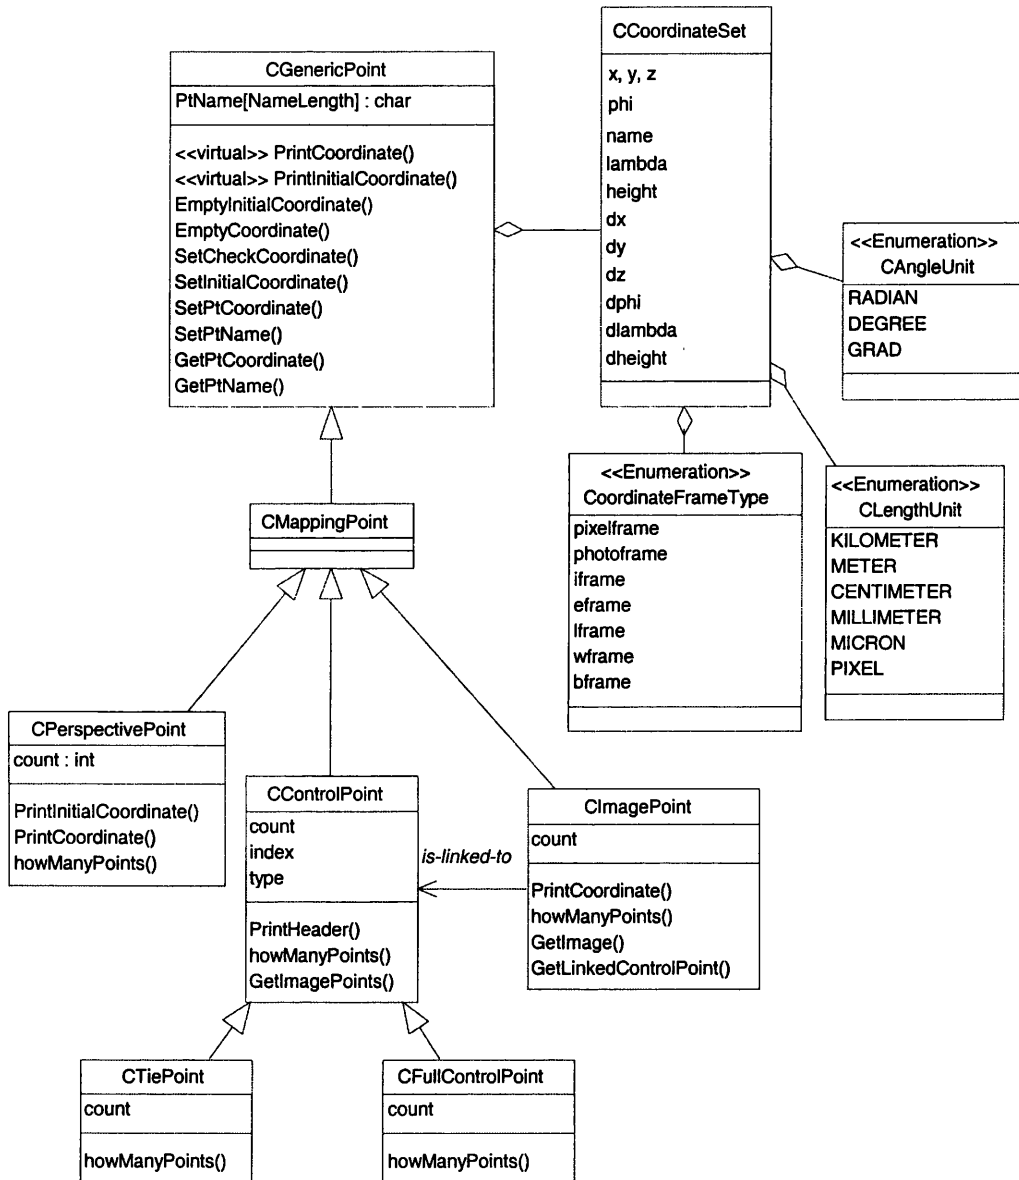 CGenericPoint
PtName[NameLength] : char
<<virtual>> PrintCoordinate()
<<virtual>> PrintInitialCoordinate()
EmptyInitialCoordinate()
EmptyCoordinate()
SetCheckCoordinate()
SetInitialCoordinate()
SetPtCoordinate()
SetPtName()
GetPtCoordinate()
GetPtName()
CCoordinateSet
x, y, z
phi
name
lambda
height
dx
dy
dz
dphi
dlambda
dheight
<<Enumeration>>
CAngleUnit
RADIAN
DEGREE
GRAD
<<Enumeration>>
CoordinateFrameType
pixelframe
photoframe
iframe
eframe
lframe
wframe
bframe
<<Enumeration>>
CLengthUnit
KILOMETER
METER
CENTIMETER
MILLIMETER
MICRON
PIXEL
CMappingPoint
CPerspectivePoint
count : int
PrintInitialCoordinate()
PrintCoordinate()
howManyPoints()
CControlPoint
count
index
type
PrintHeader()
howManyPoints()
GetImagePoints()
is-linked-to
CImagePoint
count
PrintCoordinate()
howManyPoints()
GetImage()
GetLinkedControlPoint()
CTiePoint
count
howManyPoints()
CFullControlPoint
count
howManyPoints()